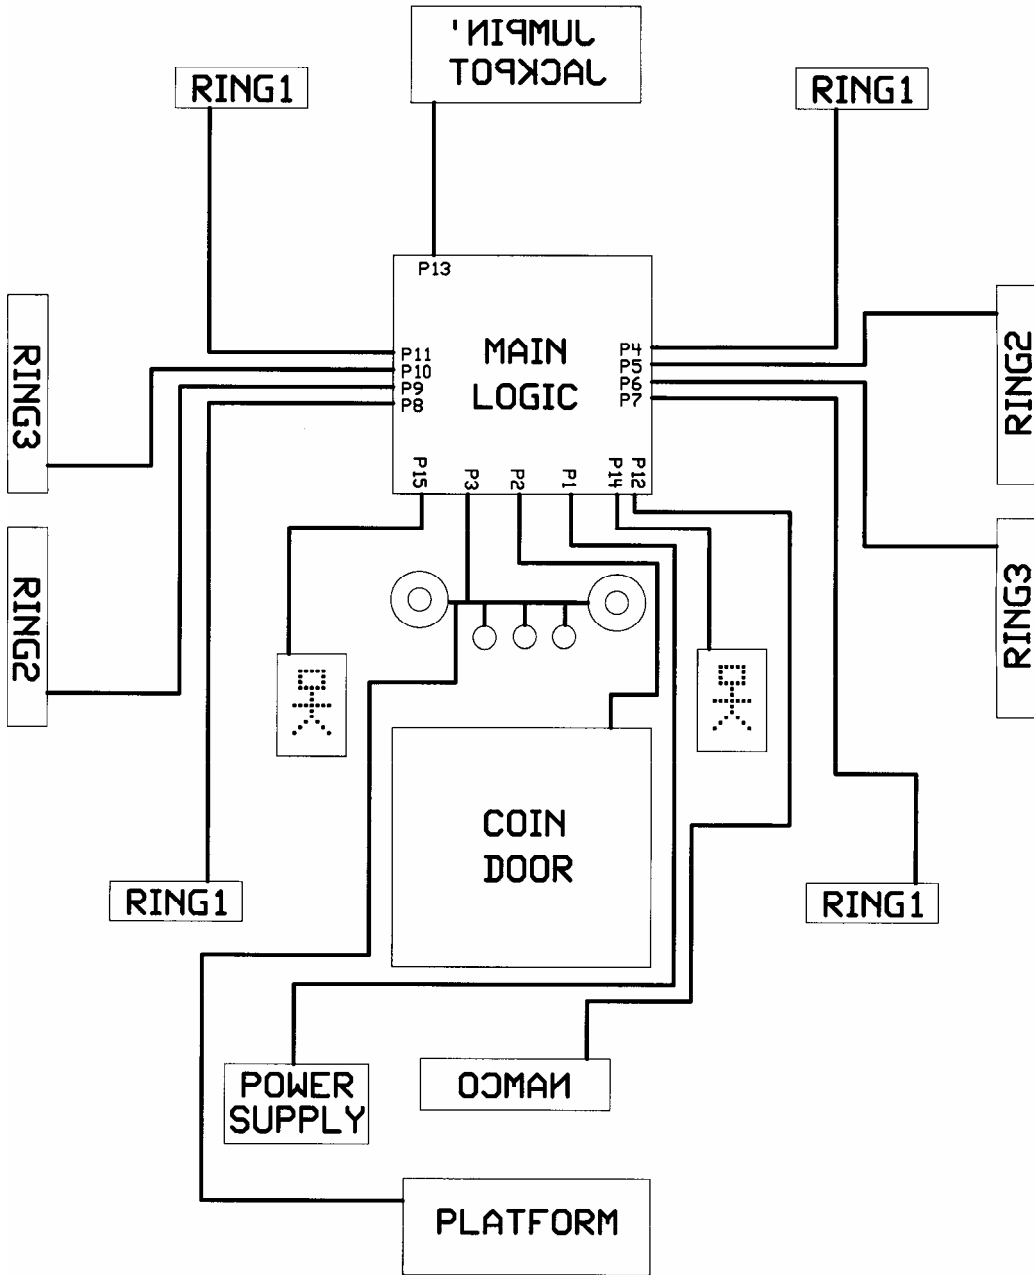 JUMPIN'
JACKPOT
RING1
RING1
P13
MAIN
LOGIC
P11
P10
P9
P8
P4
P5
P6
P7
P15
P3
P2
P1
P14
P12
RING3
RING2
RING2
RING3
COIN
DOOR
RING1
RING1
POWER
SUPPLY
NAMCO
PLATFORM